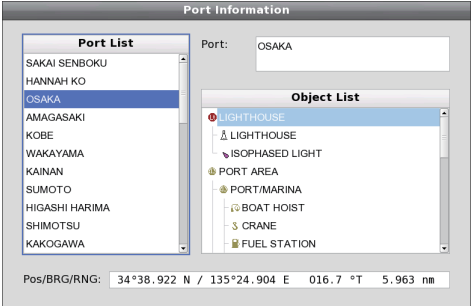 Port Information
Port List
SAKAI SENBOKU
HANNAH KO
OSAKA
AMAGASAKI
KOBE
WAKAYAMA
KAINAN
SUMOTO
HIGASHI HARIMA
SHIMOTSU
KAKOGAWA
Port: OSAKA
Object List
LIGHTHOUSE
LIGHTHOUSE
ISOPHASED LIGHT
PORT AREA
PORT/MARINA
BOAT HOIST
CRANE
FUEL STATION
Pos/BRG/RNG: 34°38.922 N / 135°24.904 E 016.7 °T 5.963 nm